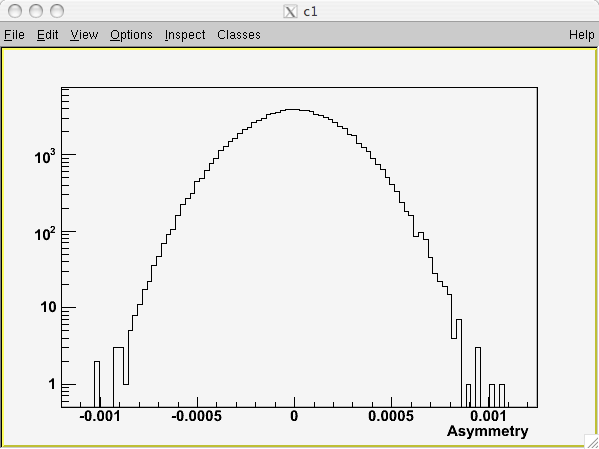 c1
File Edit View Options Inspect Classes Help
10³
10²
10
1
-0.001 -0.0005 0 0.0005 0.001
Asymmetry